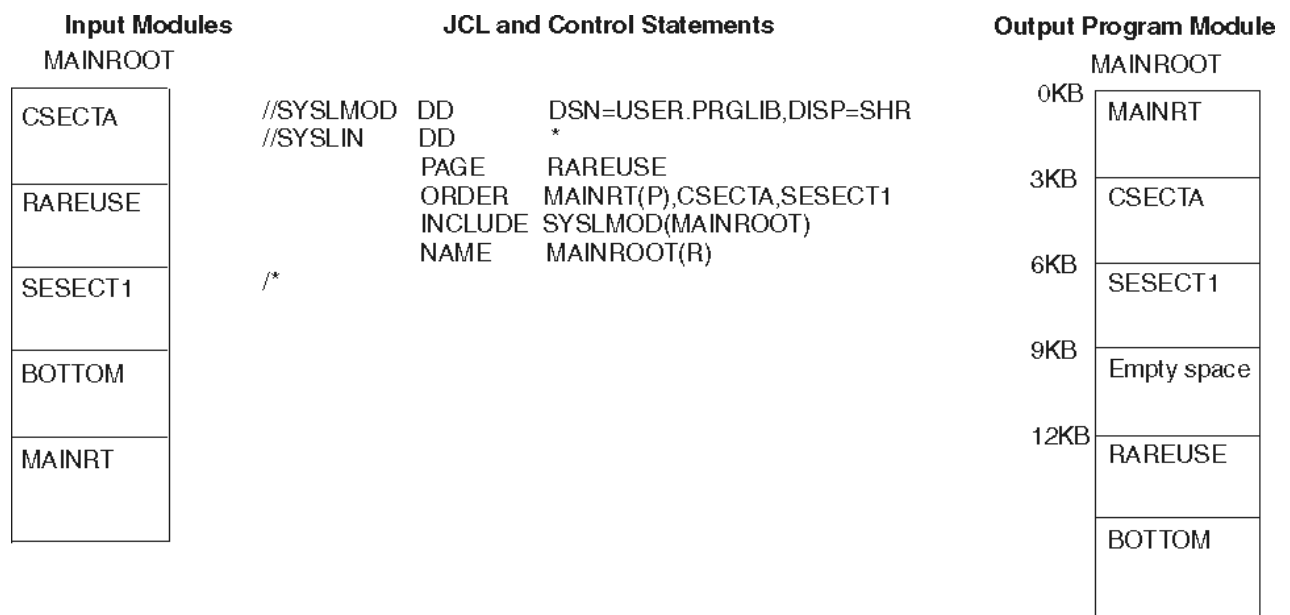 Input Modules
JCL and Control Statements
Output Program Module
MAINROOT
CSECTA
RAREUSE
SESECT1
BOTTOM
MAINRT
//SYSLMOD DD DSN=USER.PRGLIB,DISP=SHR
//SYSLIN DD *
PAGE RAREUSE
ORDER MAINRT(P),CSECTA,SESECT1
INCLUDE SYSLMOD(MAINROOT)
NAME MAINROOT(R)
/*
MAINROOT
0KB
MAINRT
3KB
CSECTA
6KB
SESECT1
9KB
Empty space
12KB
RAREUSE
BOTTOM